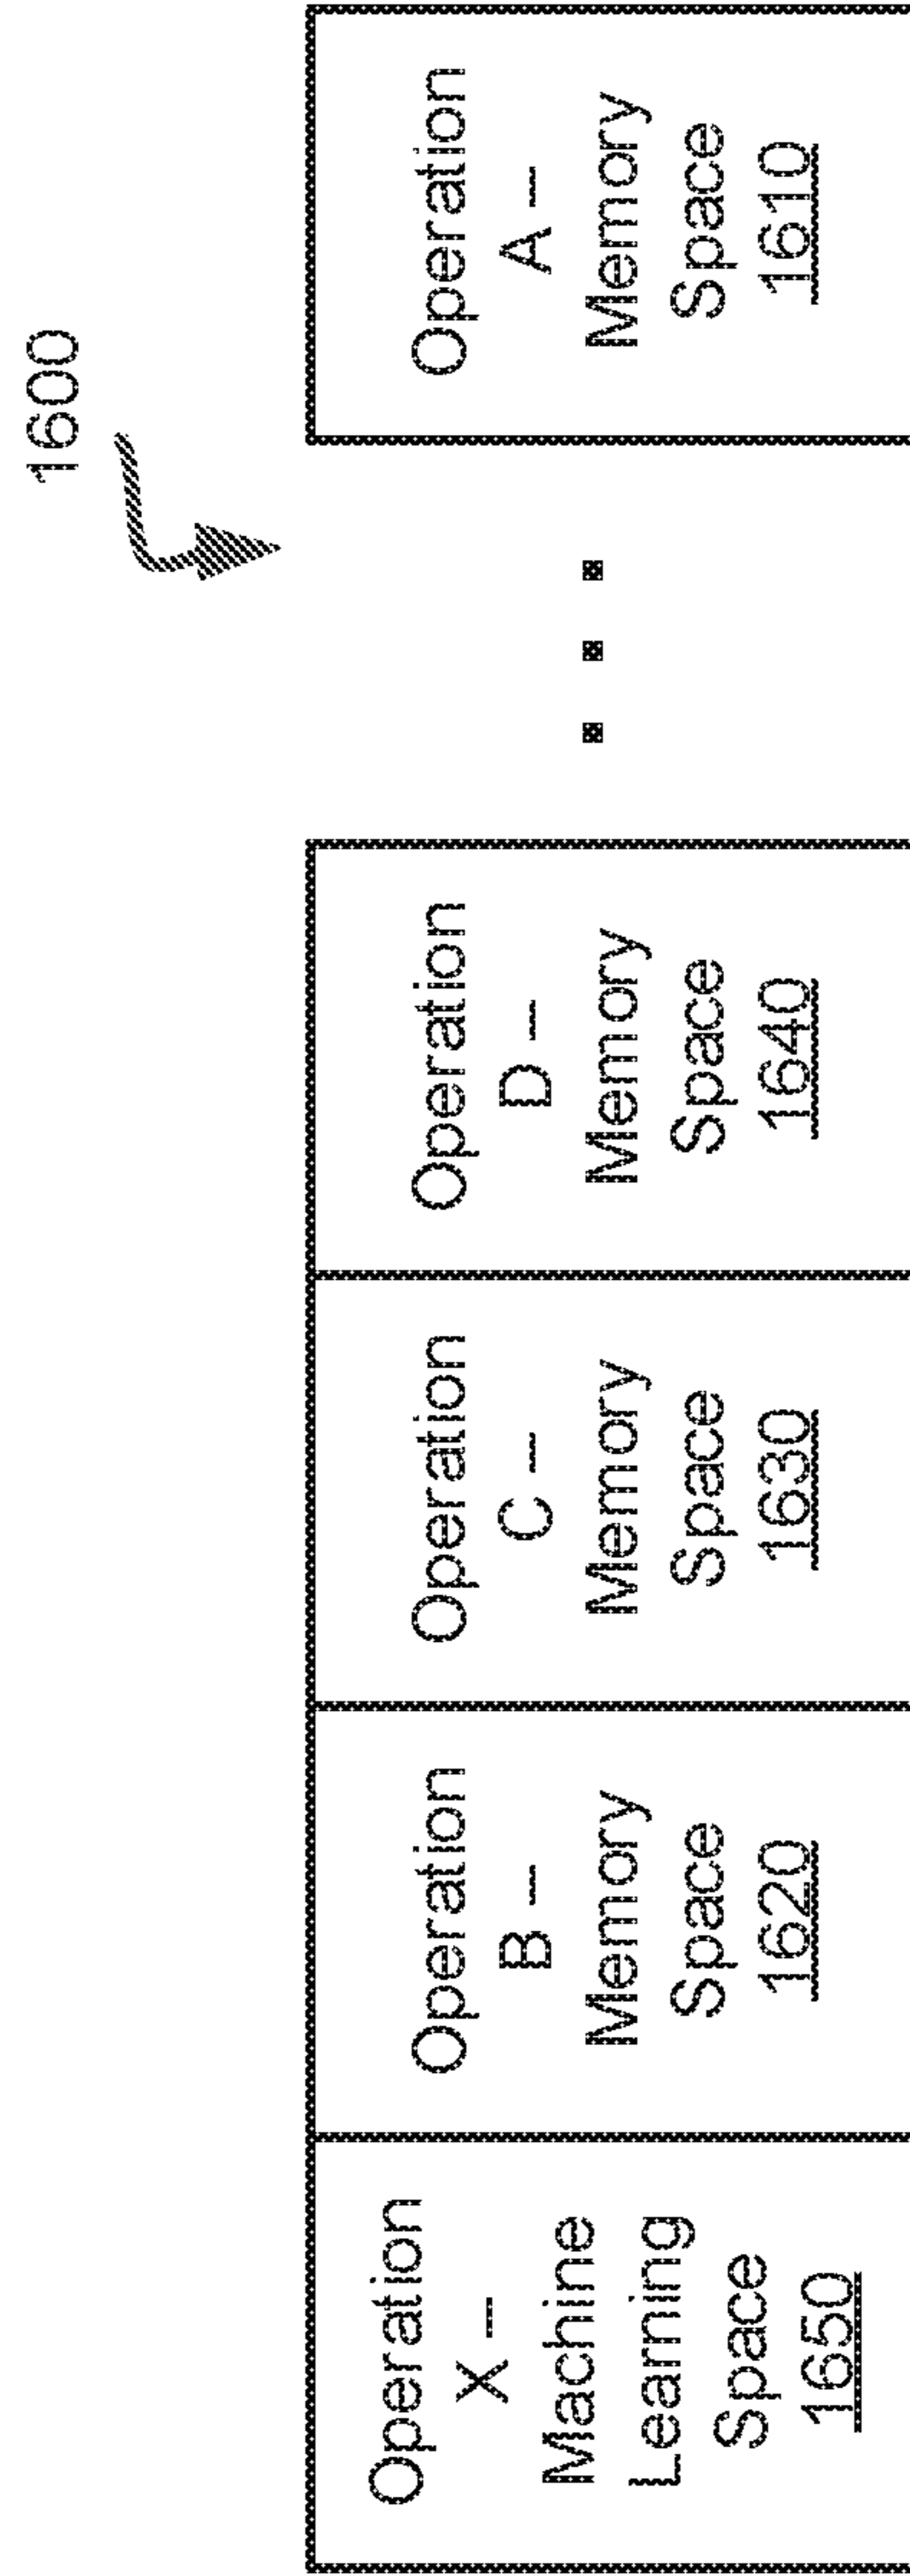 1600
Operation
X –
Machine
Learning
Space
1650
Operation
B –
Memory
Space
1620
Operation
C –
Memory
Space
1630
Operation
D –
Memory
Space
1640
Operation
A –
Memory
Space
1610